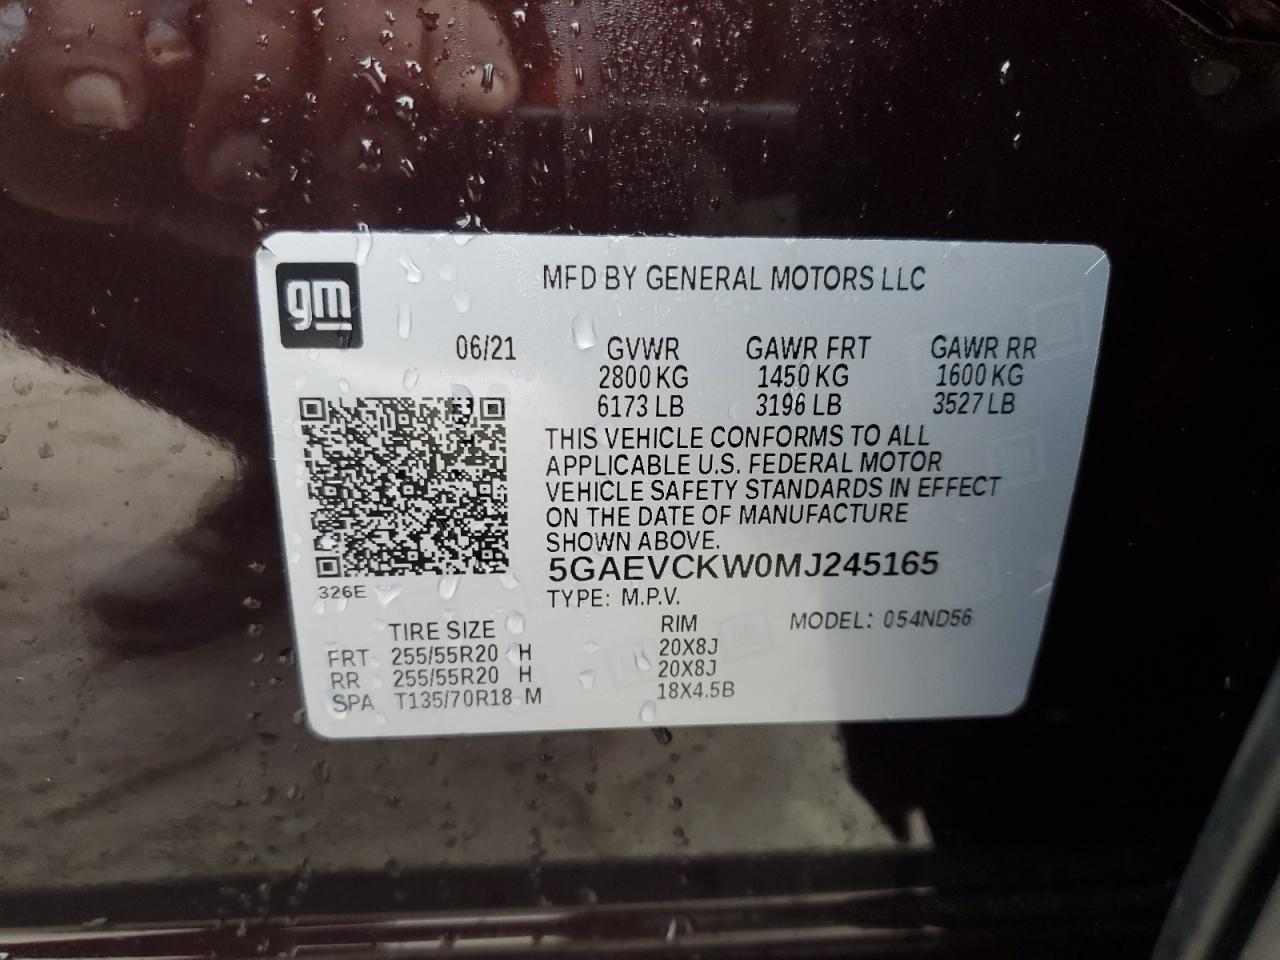 gm
MFD BY GENERAL MOTORS LLC
06/21
GVWR GAWR FRT GAWR RR
2800 KG 1450 KG 1600 KG
6173 LB 3196 LB 3527 LB
THIS VEHICLE CONFORMS TO ALL
APPLICABLE U.S. FEDERAL MOTOR
VEHICLE SAFETY STANDARDS IN EFFECT
ON THE DATE OF MANUFACTURE
SHOWN ABOVE.
5GAEVCKW0MJ245165
326E
TYPE: M.P.V.
TIRE SIZE RIM MODEL: 054ND56
FRT 255/55R20 H 20X8J
RR 255/55R20 H 20X8J
SPA T135/70R18 M 18X4.5B